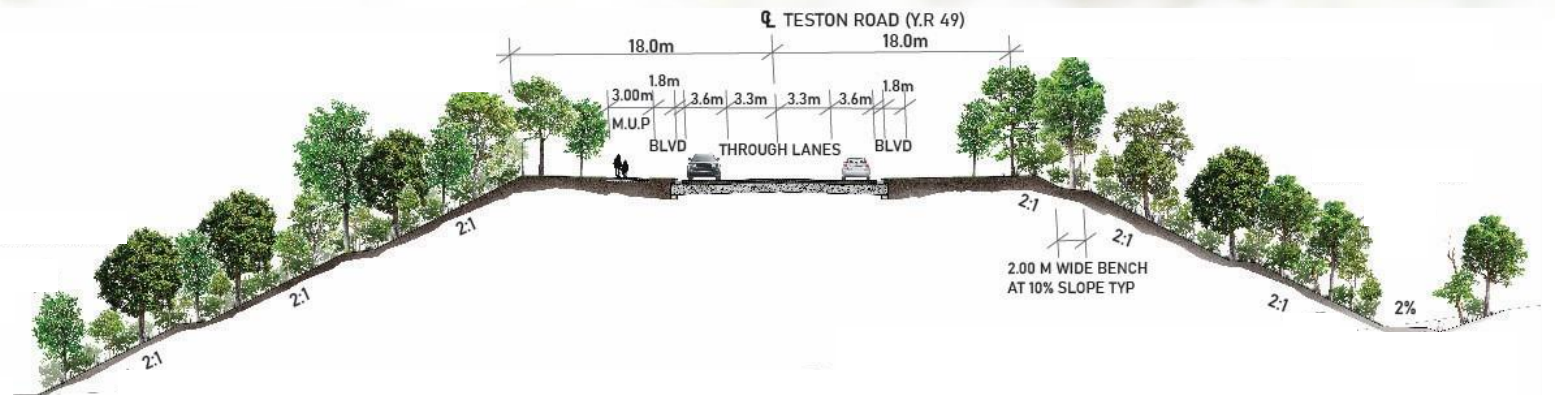 ℄ TESTON ROAD (Y.R 49)
18.0m 18.0m
1.8m 1.8m
3.00m 3.6m 3.3m 3.3m 3.6m
M.U.P
BLVD THROUGH LANES BLVD
2:1 2:1
2:1
2.00 M WIDE BENCH
AT 10% SLOPE TYP
2:1 2:1 2%
2:1